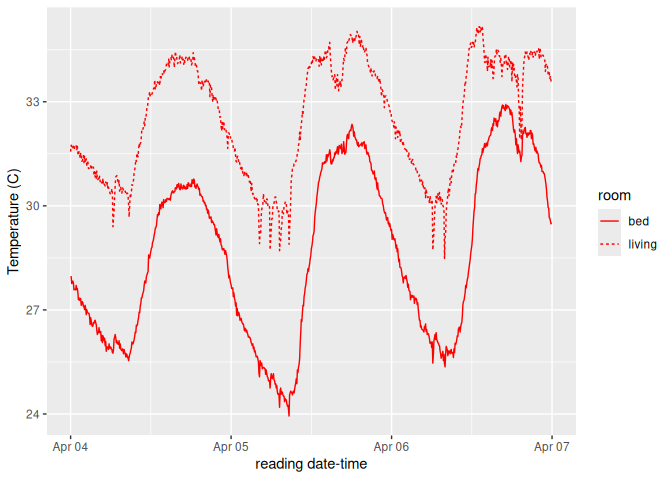 33
30
27
24
Temperature (C)
Apr 04
Apr 05
Apr 06
Apr 07
reading date-time
room
bed
living